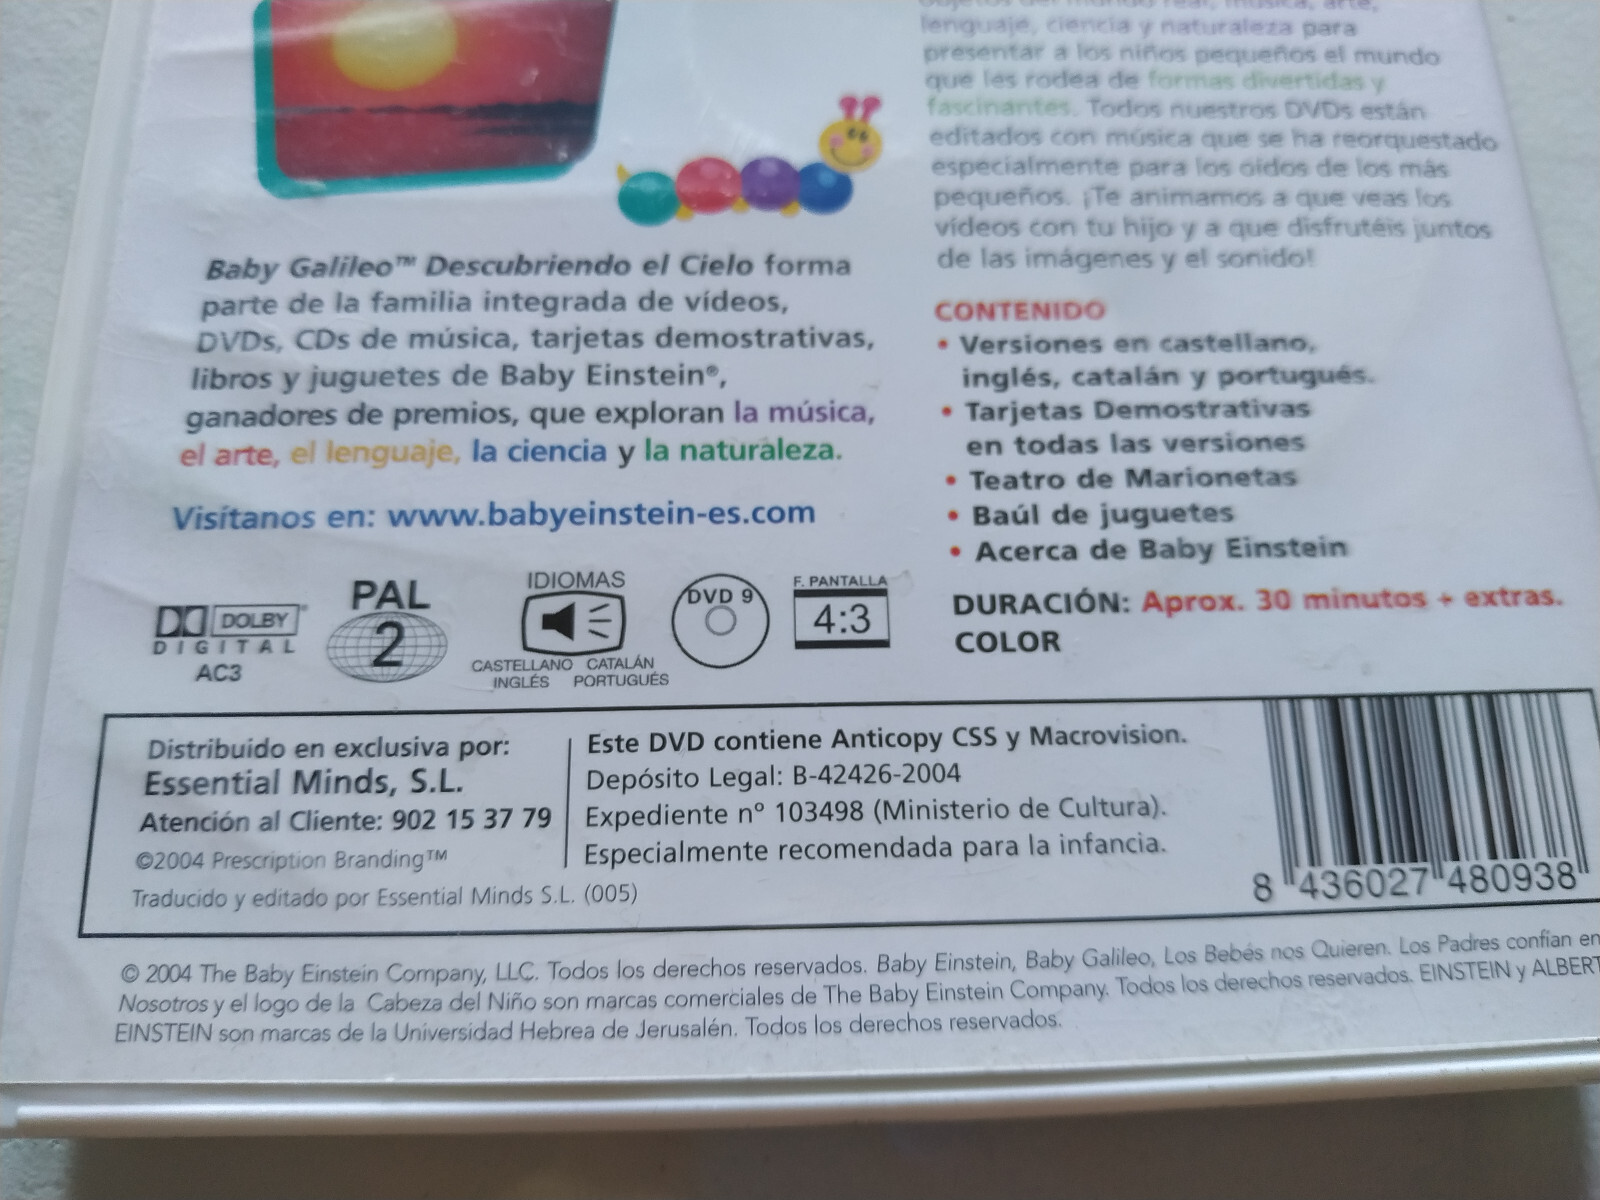 Baby Galileo™ Descubriendo el Cielo forma
parte de la familia integrada de vídeos,
DVDs, CDs de música, tarjetas demostrativas,
libros y juguetes de Baby Einstein®,
ganadores de premios, que exploran la música,
el arte, el lenguaje, la ciencia y la naturaleza.
Visítanos en: www.babyeinstein-es.com
objetos del mundo real, música, arte,
lenguaje, ciencia y naturaleza para
presentar a los niños pequeños el mundo
que les rodea de formas divertidas y
fascinantes. Todos nuestros DVDs están
editados con música que se ha reorquestado
especialmente para los oidos de los más
pequeños. ¡Te animamos a que veas los
vídeos con tu hijo y a que disfrutéis juntos
de las imágenes y el sonido!
CONTENIDO
• Versiones en castellano,
inglés, catalán y portugués.
• Tarjetas Demostrativas
en todas las versiones
• Teatro de Marionetas
• Baúl de juguetes
• Acerca de Baby Einstein
DURACIÓN: Aprox. 30 minutos + extras.
COLOR
DOLBY
DIGITAL
AC3
PAL
2
IDIOMAS
CASTELLANO CATALÁN
INGLÉS PORTUGUÉS
DVD 9
F. PANTALLA
4:3
Distribuido en exclusiva por:
Essential Minds, S.L.
Atención al Cliente: 902 15 37 79
©2004 Prescription Branding™
Traducido y editado por Essential Minds S.L. (005)
Este DVD contiene Anticopy CSS y Macrovision.
Depósito Legal: B-42426-2004
Expediente nº 103498 (Ministerio de Cultura).
Especialmente recomendada para la infancia.
8 436027 480938
© 2004 The Baby Einstein Company, LLC. Todos los derechos reservados. Baby Einstein, Baby Galileo, Los Bebés nos Quieren. Los Padres confían en
Nosotros y el logo de la Cabeza del Niño son marcas comerciales de The Baby Einstein Company. Todos los derechos reservados. EINSTEIN y ALBERT
EINSTEIN son marcas de la Universidad Hebrea de Jerusalén. Todos los derechos reservados.